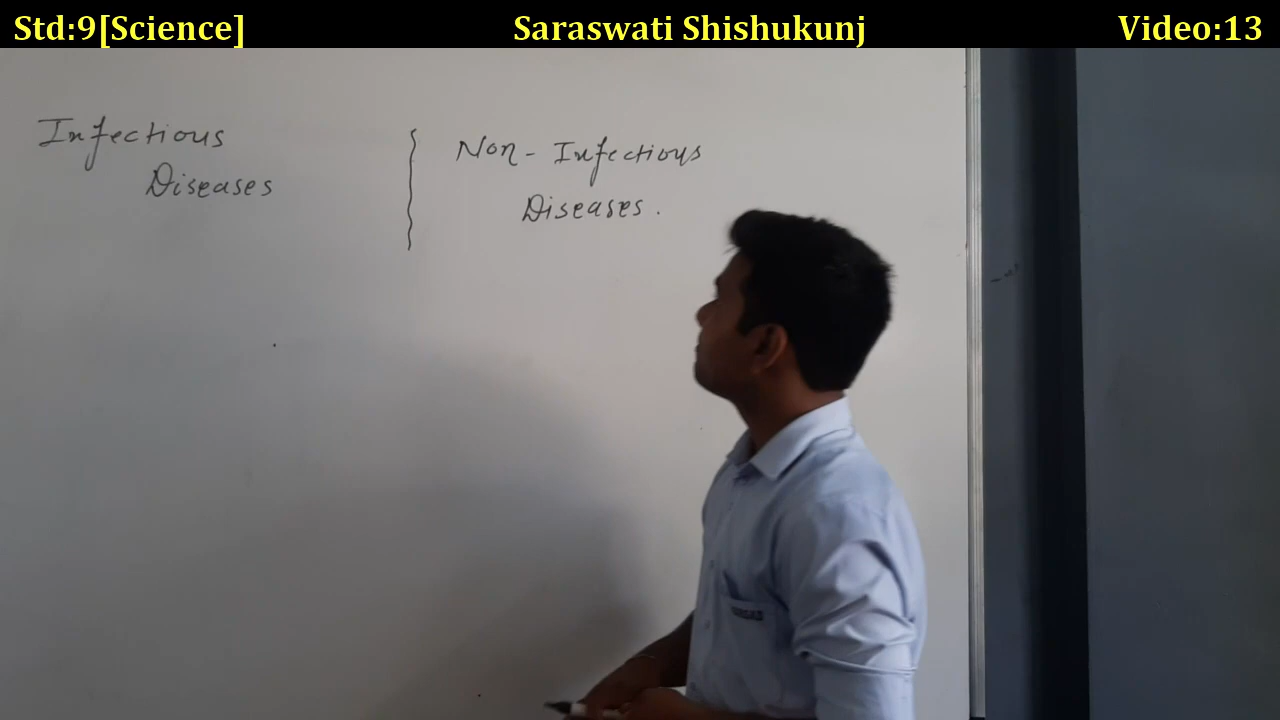 Std:9[Science]
Saraswati Shishukunj
Video:13
Infectious
Diseases
Non-Infectious
Diseases.